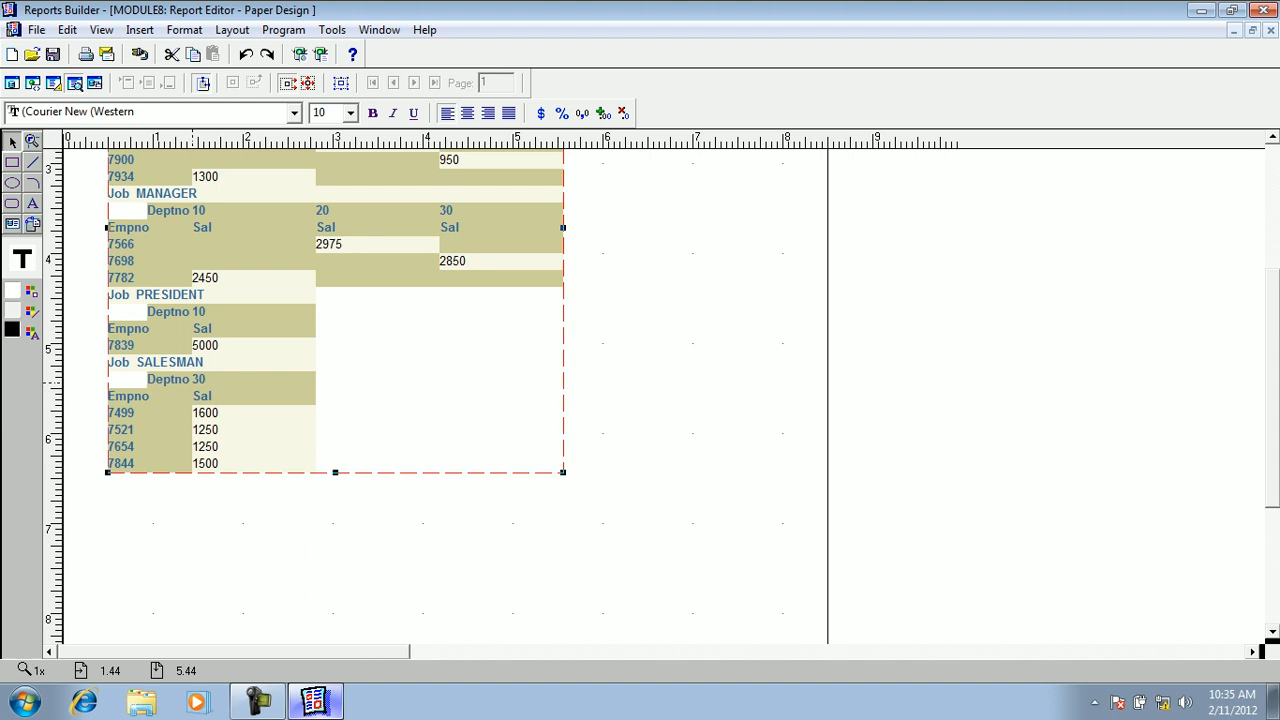 Reports Builder - [MODULE8: Report Editor - Paper Design ]
File Edit View Insert Format Layout Program Tools Window Help
Page: 1
(Courier New (Western 10 B I U $ % 0,0
0 1 2 3 4 5 6 7 8 9
3
4
5
6
7
8
7900 950
7934 1300
Job MANAGER
Deptno 10 20 30
Empno Sal Sal Sal
7566 2975
7698 2850
7782 2450
Job PRESIDENT
Deptno 10
Empno Sal
7839 5000
Job SALESMAN
Deptno 30
Empno Sal
7499 1600
7521 1250
7654 1250
7844 1500
1x 1.44 5.44
10:35 AM
2/11/2012